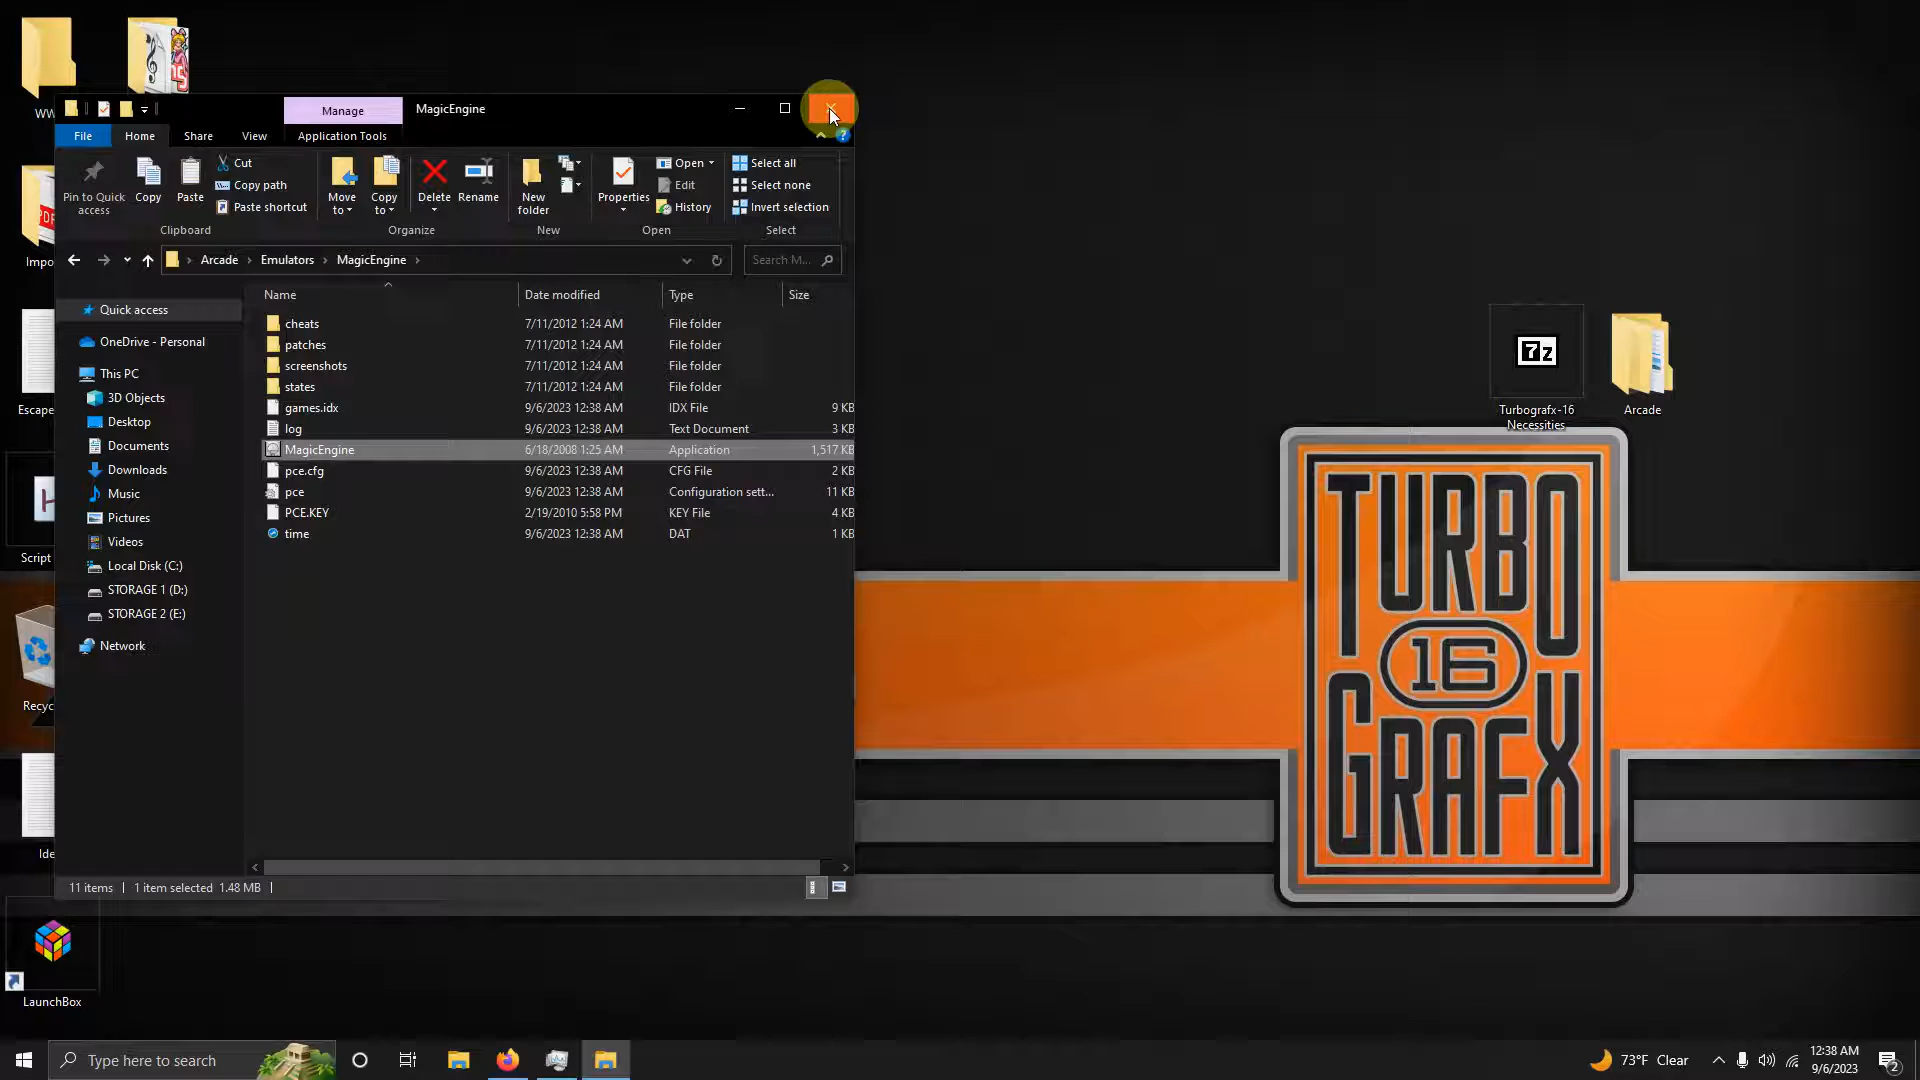 WW
PDF
Impo
Escape
Script
Recyc
Ide
LaunchBox
Manage
MagicEngine
File
Home
Share
View
Application Tools
Pin to Quick
access
Copy
Paste
Cut
Copy path
Paste shortcut
Clipboard
Move
to
Copy
to
Delete
Rename
Organize
New
folder
New
Properties
Open
Edit
History
Open
Select all
Select none
Invert selection
Select
Arcade
Emulators
MagicEngine
Search M...
Name
Date modified
Type
Size
Quick access
OneDrive - Personal
This PC
3D Objects
Desktop
Documents
Downloads
Music
Pictures
Videos
Local Disk (C:)
STORAGE 1 (D:)
STORAGE 2 (E:)
Network
cheats 7/11/2012 1:24 AM File folder
patches 7/11/2012 1:24 AM File folder
screenshots 7/11/2012 1:24 AM File folder
states 7/11/2012 1:24 AM File folder
games.idx 9/6/2023 12:38 AM IDX File 9 KB
log 9/6/2023 12:38 AM Text Document 3 KB
MagicEngine 6/18/2008 1:25 AM Application 1,517 KB
pce.cfg 9/6/2023 12:38 AM CFG File 2 KB
pce 9/6/2023 12:38 AM Configuration sett... 11 KB
PCE.KEY 2/19/2010 5:58 PM KEY File 4 KB
time 9/6/2023 12:38 AM DAT 1 KB
11 items
1 item selected 1.48 MB
7z
Turbografx-16
Necessities
Arcade
TURBO
16
GRAFX
Type here to search
73°F Clear
12:38 AM
9/6/2023
2